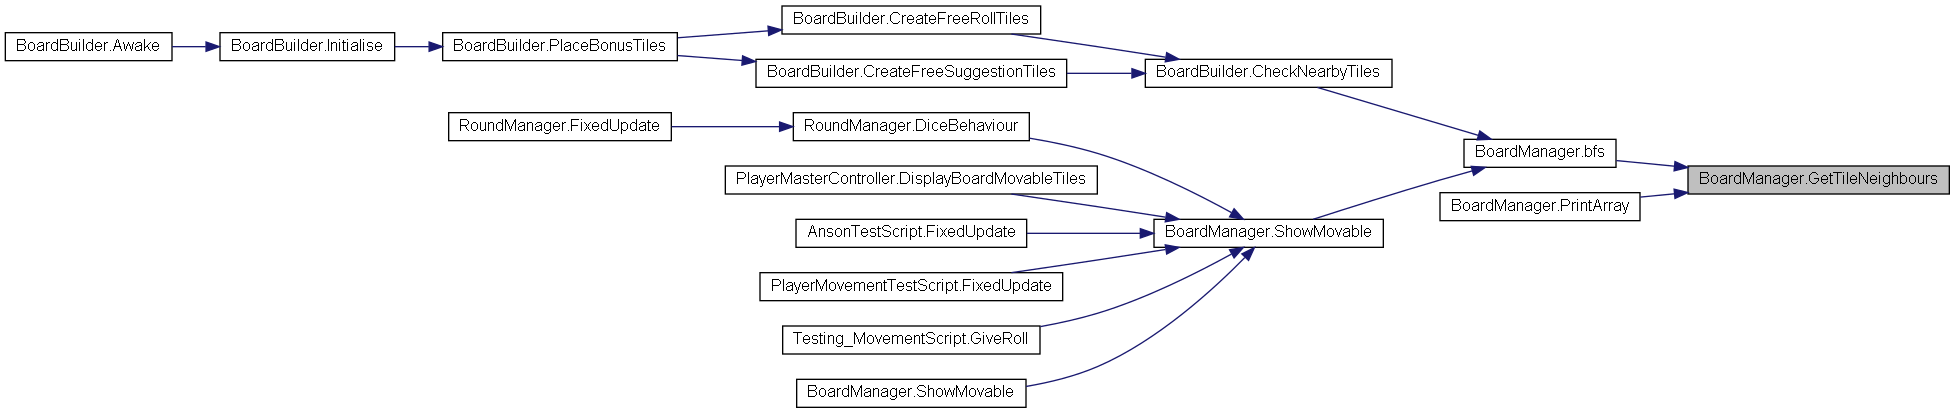 BoardBuilder.CreateFreeRollTiles
BoardBuilder.Awake
BoardBuilder.Initialise
BoardBuilder.PlaceBonusTiles
BoardBuilder.CreateFreeSuggestionTiles
BoardBuilder.CheckNearbyTiles
RoundManager.FixedUpdate
RoundManager.DiceBehaviour
BoardManager.bfs
PlayerMasterController.DisplayBoardMovableTiles
BoardManager.GetTileNeighbours
BoardManager.PrintArray
AnsonTestScript.FixedUpdate
BoardManager.ShowMovable
PlayerMovementTestScript.FixedUpdate
Testing_MovementScript.GiveRoll
BoardManager.ShowMovable